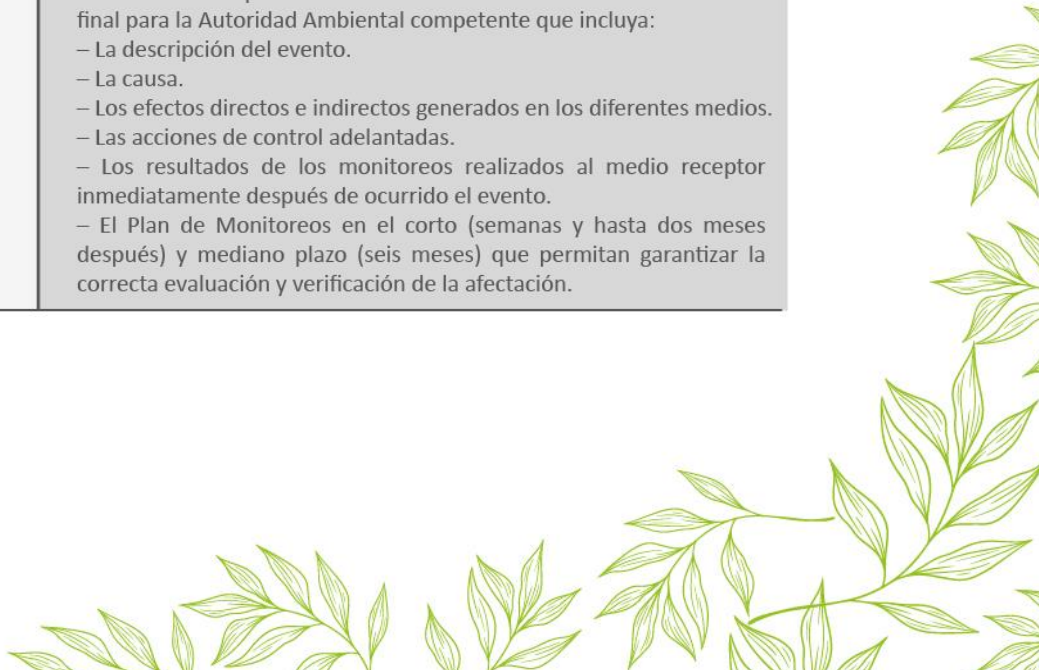 final para la Autoridad Ambiental competente que incluya:
– La descripción del evento.
– La causa.
– Los efectos directos e indirectos generados en los diferentes medios.
– Las acciones de control adelantadas.
– Los resultados de los monitoreos realizados al medio receptor
inmediatamente después de ocurrido el evento.
– El Plan de Monitoreos en el corto (semanas y hasta dos meses
después) y mediano plazo (seis meses) que permitan garantizar la
correcta evaluación y verificación de la afectación.